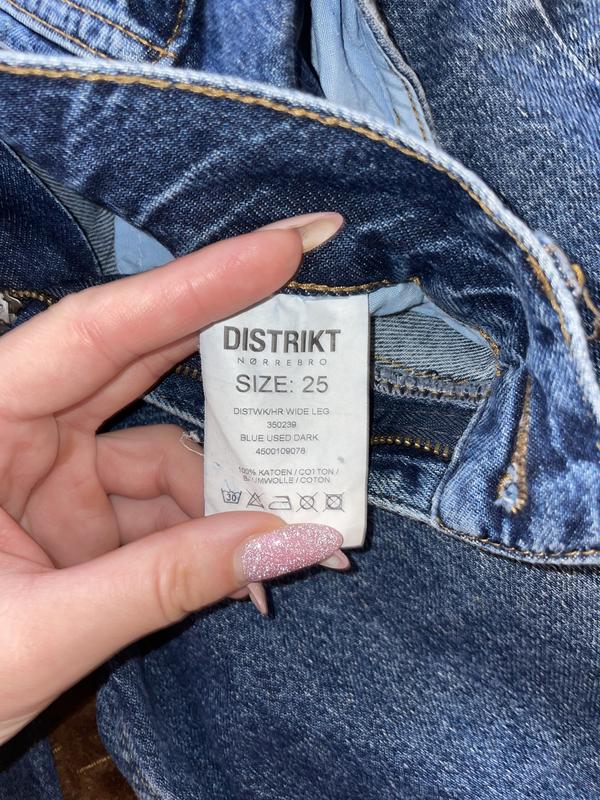 DISTRIKT
NØRREBRO
SIZE: 25
DISTWK/HR WIDE LEG
350239
BLUE USED DARK
4500109078
100% KATOEN / COTTON /
BAUMWOLLE / COTON
30